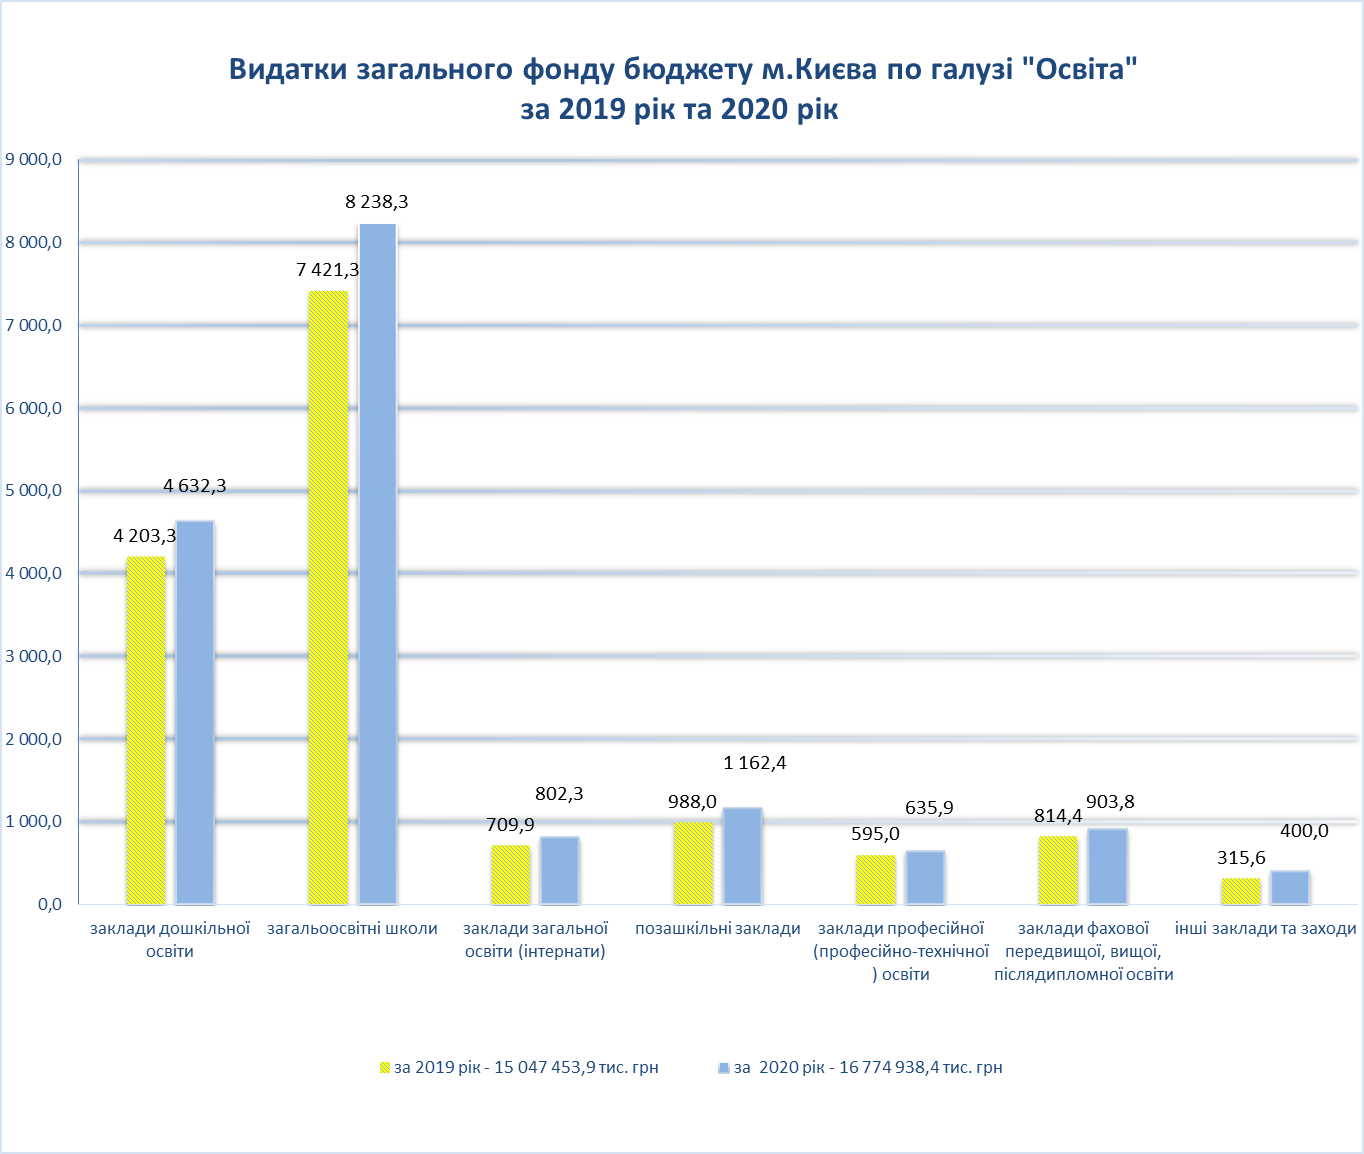 Видатки загального фонду бюджету м.Києва по галузі "Освіта"
за 2019 рік та 2020 рік
9 000,0
8 000,0
7 000,0
6 000,0
5 000,0
4 000,0
3 000,0
2 000,0
1 000,0
0,0
4 203,3
4 632,3
7 421,3
8 238,3
709,9
802,3
988,0
1 162,4
595,0
635,9
814,4
903,8
315,6
400,0
заклади дошкільної
освіти
загальоосвітні школи
заклади загальної
освіти (інтернати)
позашкільні заклади
заклади професійної
(професійно-технічної
) освіти
заклади фахової
передвищої, вищої,
післядипломної освіти
інші заклади та заходи
за 2019 рік - 15 047 453,9 тис. грн
за  2020 рік - 16 774 938,4 тис. грн